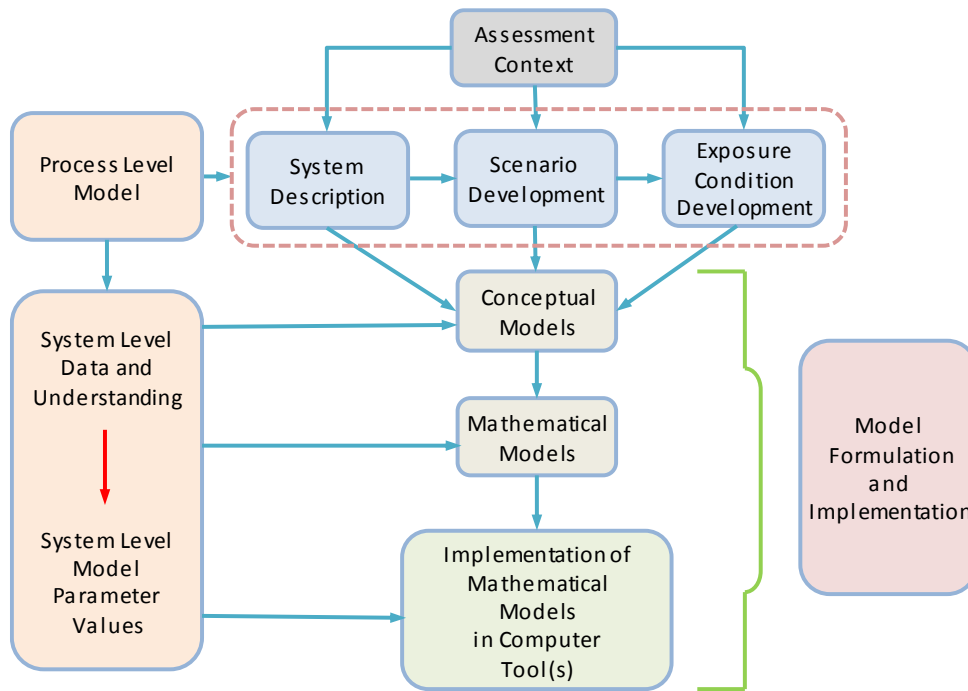 Assessment
Context
Process Level
Model
System
Description
Scenario
Development
Exposure
Condition
Development
System Level
Data and
Understanding
System Level
Model
Parameter
Values
Conceptual
Models
Mathematical
Models
Implementation of
Mathematical
Models
in Computer
Tool(s)
Model
Formulation
and
Implementation